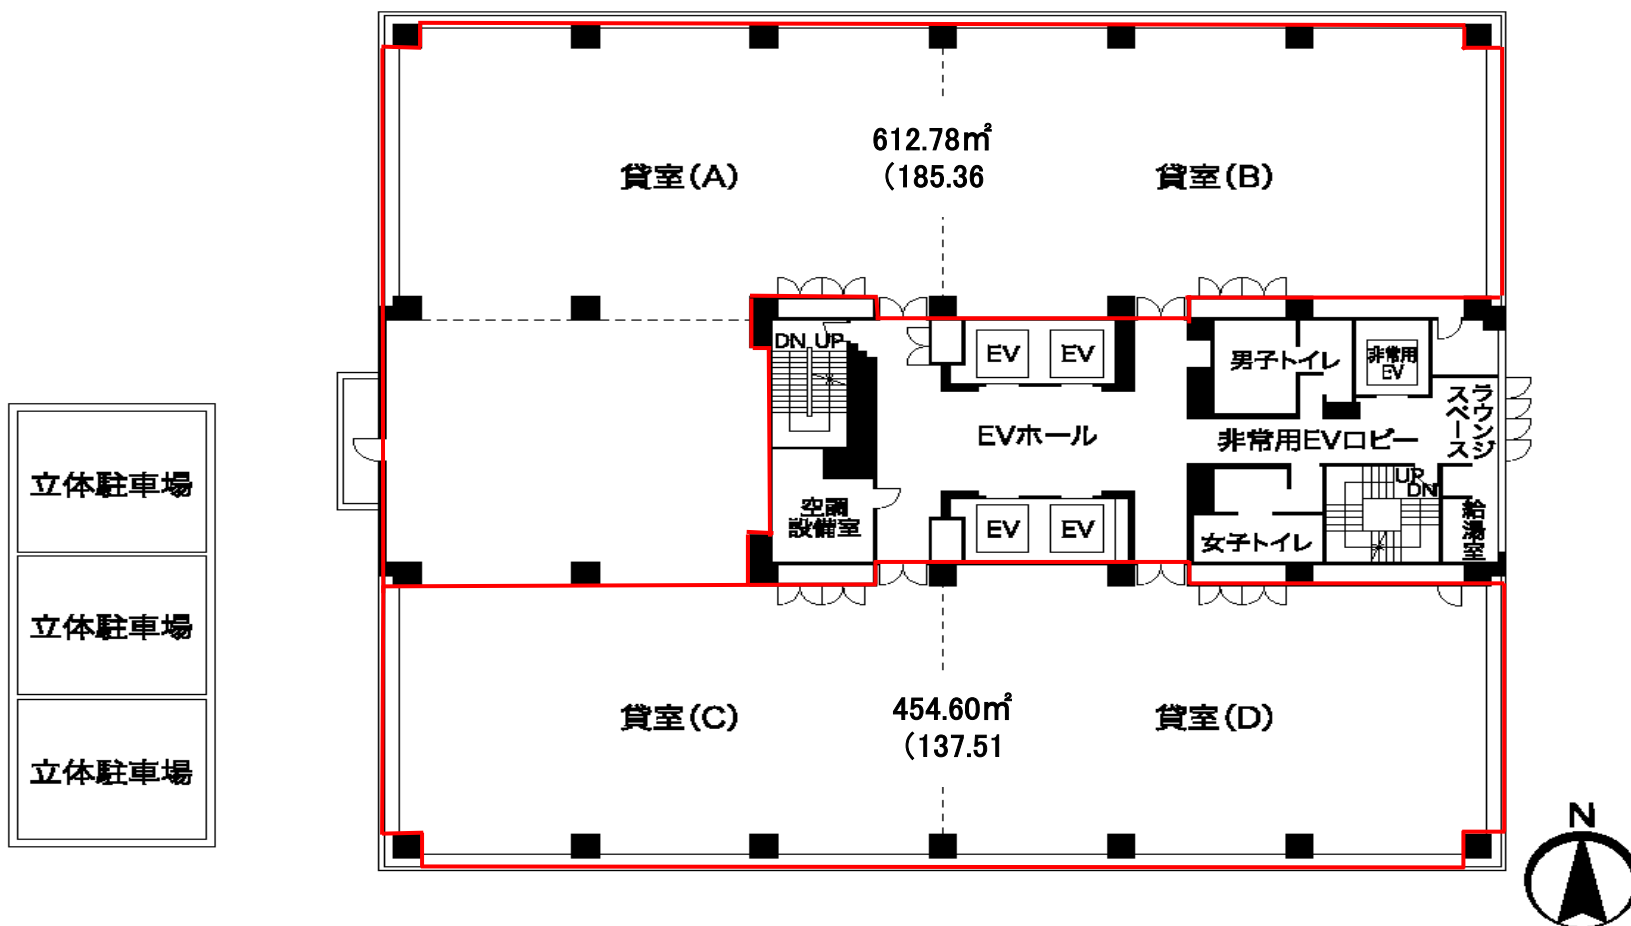 612.78㎡
（185.36
貸室(A)
貸室(B)
DN UP
EV
EV
男子トイレ
非常用
EV
ラウンジ
スペース
EVホール
非常用EVロビー
立体駐車場
UP
DN
空調
設備室
EV
EV
女子トイレ
給湯室
立体駐車場
貸室(C)
454.60㎡
（137.51
貸室(D)
立体駐車場
N